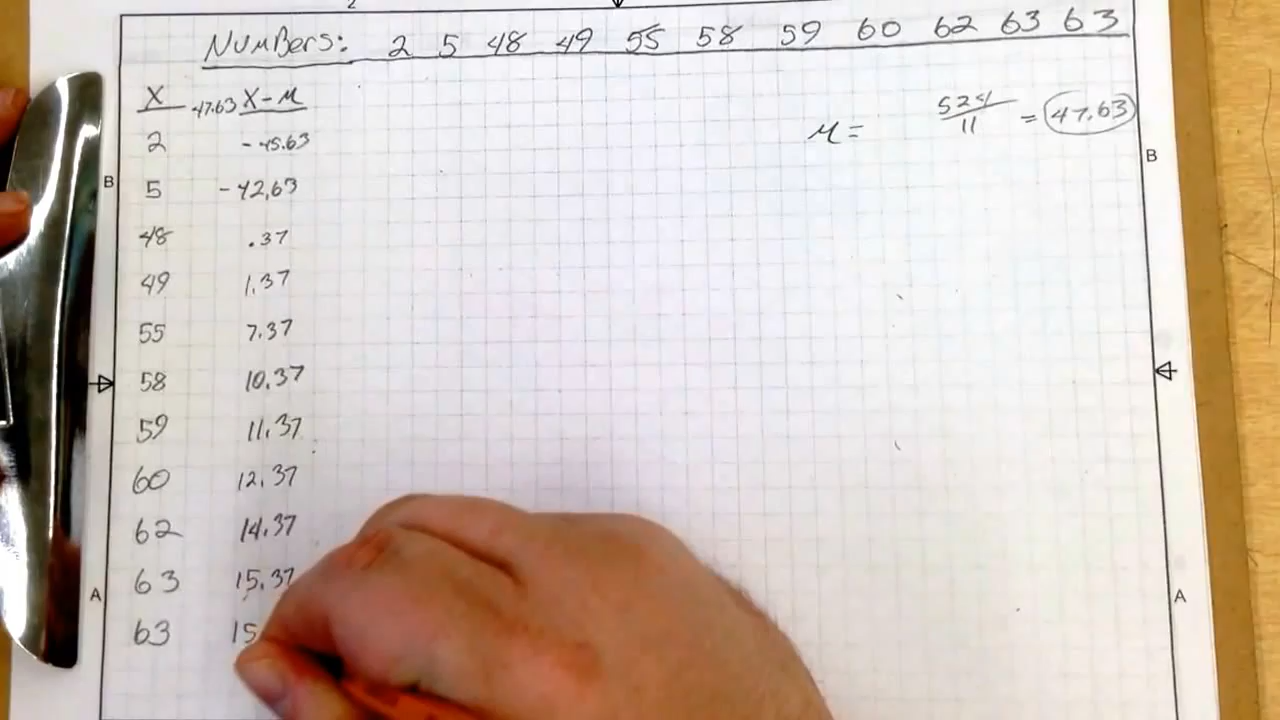 2
NumBers: 2 5 48 49 55 58 59 60 62 63 63
X 47.63 X-μ
μ = 524/11 = 47.63
2 -45.63
B
B
5 -42.63
48 .37
49 1.37
55 7.37
58 10.37
59 11.37
60 12.37
62 14.37
A 63 15.37 A
63 15